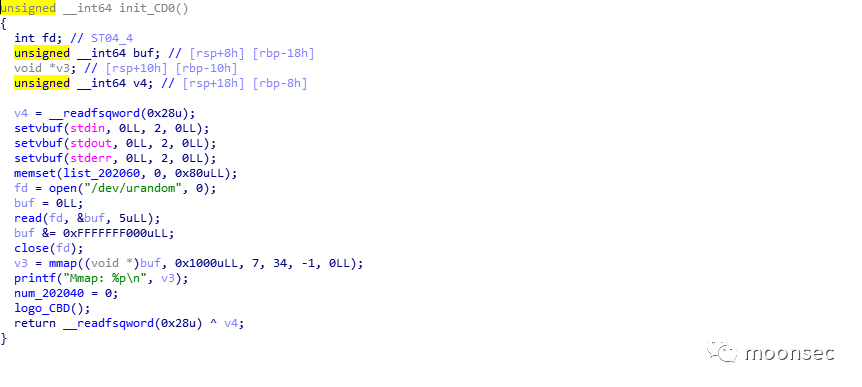 unsigned __int64 init_CD0()
{
  int fd; // ST04_4
  unsigned __int64 buf; // [rsp+8h] [rbp-18h]
  void *v3; // [rsp+10h] [rbp-10h]
  unsigned __int64 v4; // [rsp+18h] [rbp-8h]

  v4 = __readfsqword(0x28u);
  setvbuf(stdin, 0LL, 2, 0LL);
  setvbuf(stdout, 0LL, 2, 0LL);
  setvbuf(stderr, 0LL, 2, 0LL);
  memset(list_202060, 0, 0x80uLL);
  fd = open("/dev/urandom", 0);
  buf = 0LL;
  read(fd, &buf, 5uLL);
  buf &= 0xFFFFFFF000uLL;
  close(fd);
  v3 = mmap((void *)buf, 0x1000uLL, 7, 34, -1, 0LL);
  printf("Mmap: %p\n", v3);
  num_202040 = 0;
  logo_CBD();
  return __readfsqword(0x28u) ^ v4;
}
moonsec